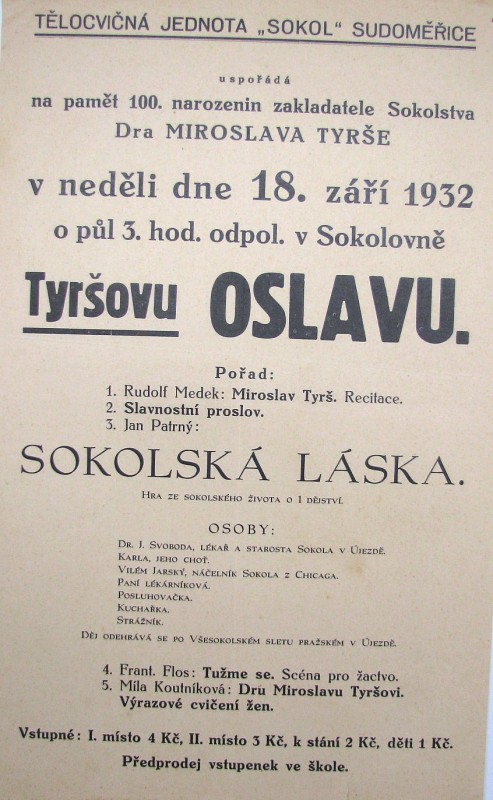 TĚLOCVIČNÁ JEDNOTA „SOKOL" SUDOMĚŘICE
uspořádá
na pamět 100. narozenin zakladatele Sokolstva
Dra MIROSLAVA TYRŠE
v neděli dne 18. září 1932
o půl 3. hod. odpol. v Sokolovně
Tyršovu OSLAVU.
Pořad:
1. Rudolf Medek: Miroslav Tyrš. Recitace.
2. Slavnostní proslov.
3. Jan Patrný:
SOKOLSKÁ LÁSKA.
Hra ze sokolského života o 1 dějství.
OSOBY:
Dr. J. Svoboda, lékař a starosta Sokola v Újezdě.
Karla, jeho choť.
Vilém Jarský, náčelník Sokola z Chicaga.
Paní lékárníková.
Posluhovačka.
Kuchařka.
Strážník.
Děj odehrává se po Všesokolském sletu pražském v Újezdě.
4. Frant. Flos: Tužme se. Scéna pro žactvo.
5. Míla Koutníková: Dru Miroslavu Tyršovi.
Výrazové cvičení žen.
Vstupné: I. místo 4 Kč, II. místo 3 Kč, k stání 2 Kč, děti 1 Kč.
Předprodej vstupenek ve škole.